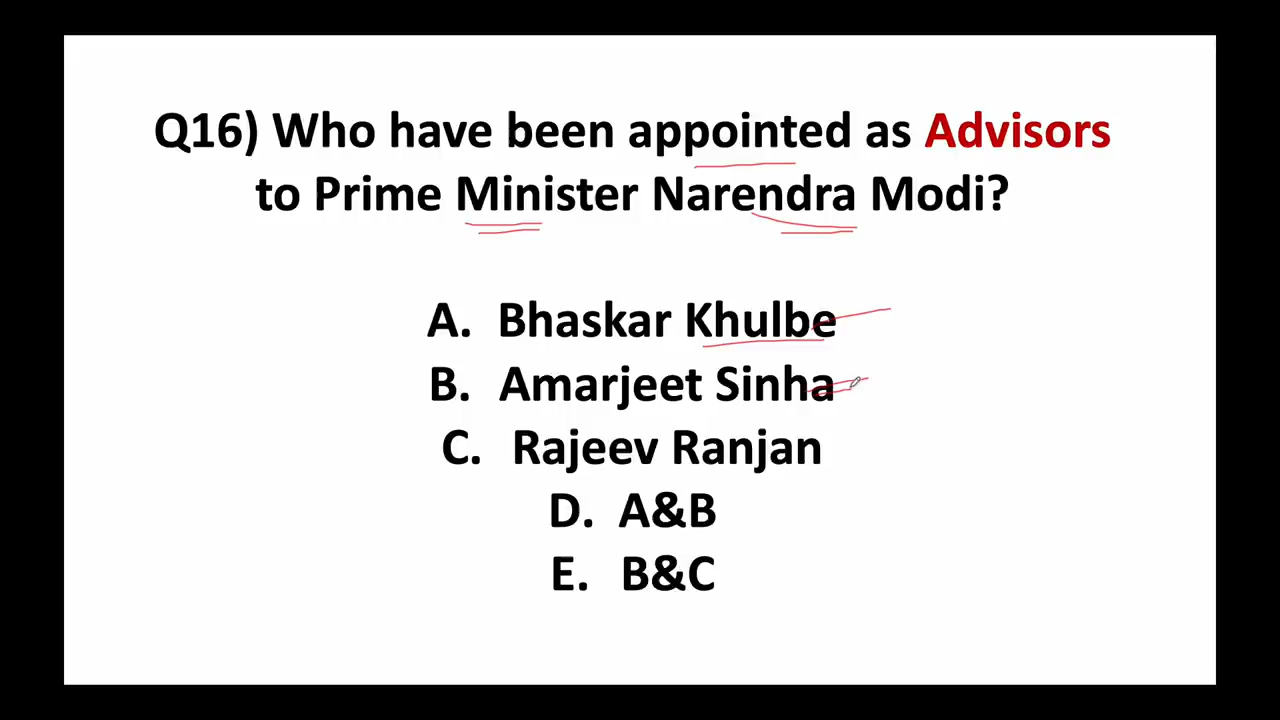 Q16) Who have been appointed as Advisors
to Prime Minister Narendra Modi?
A. Bhaskar Khulbe
B. Amarjeet Sinha
C. Rajeev Ranjan
D. A&B
E. B&C